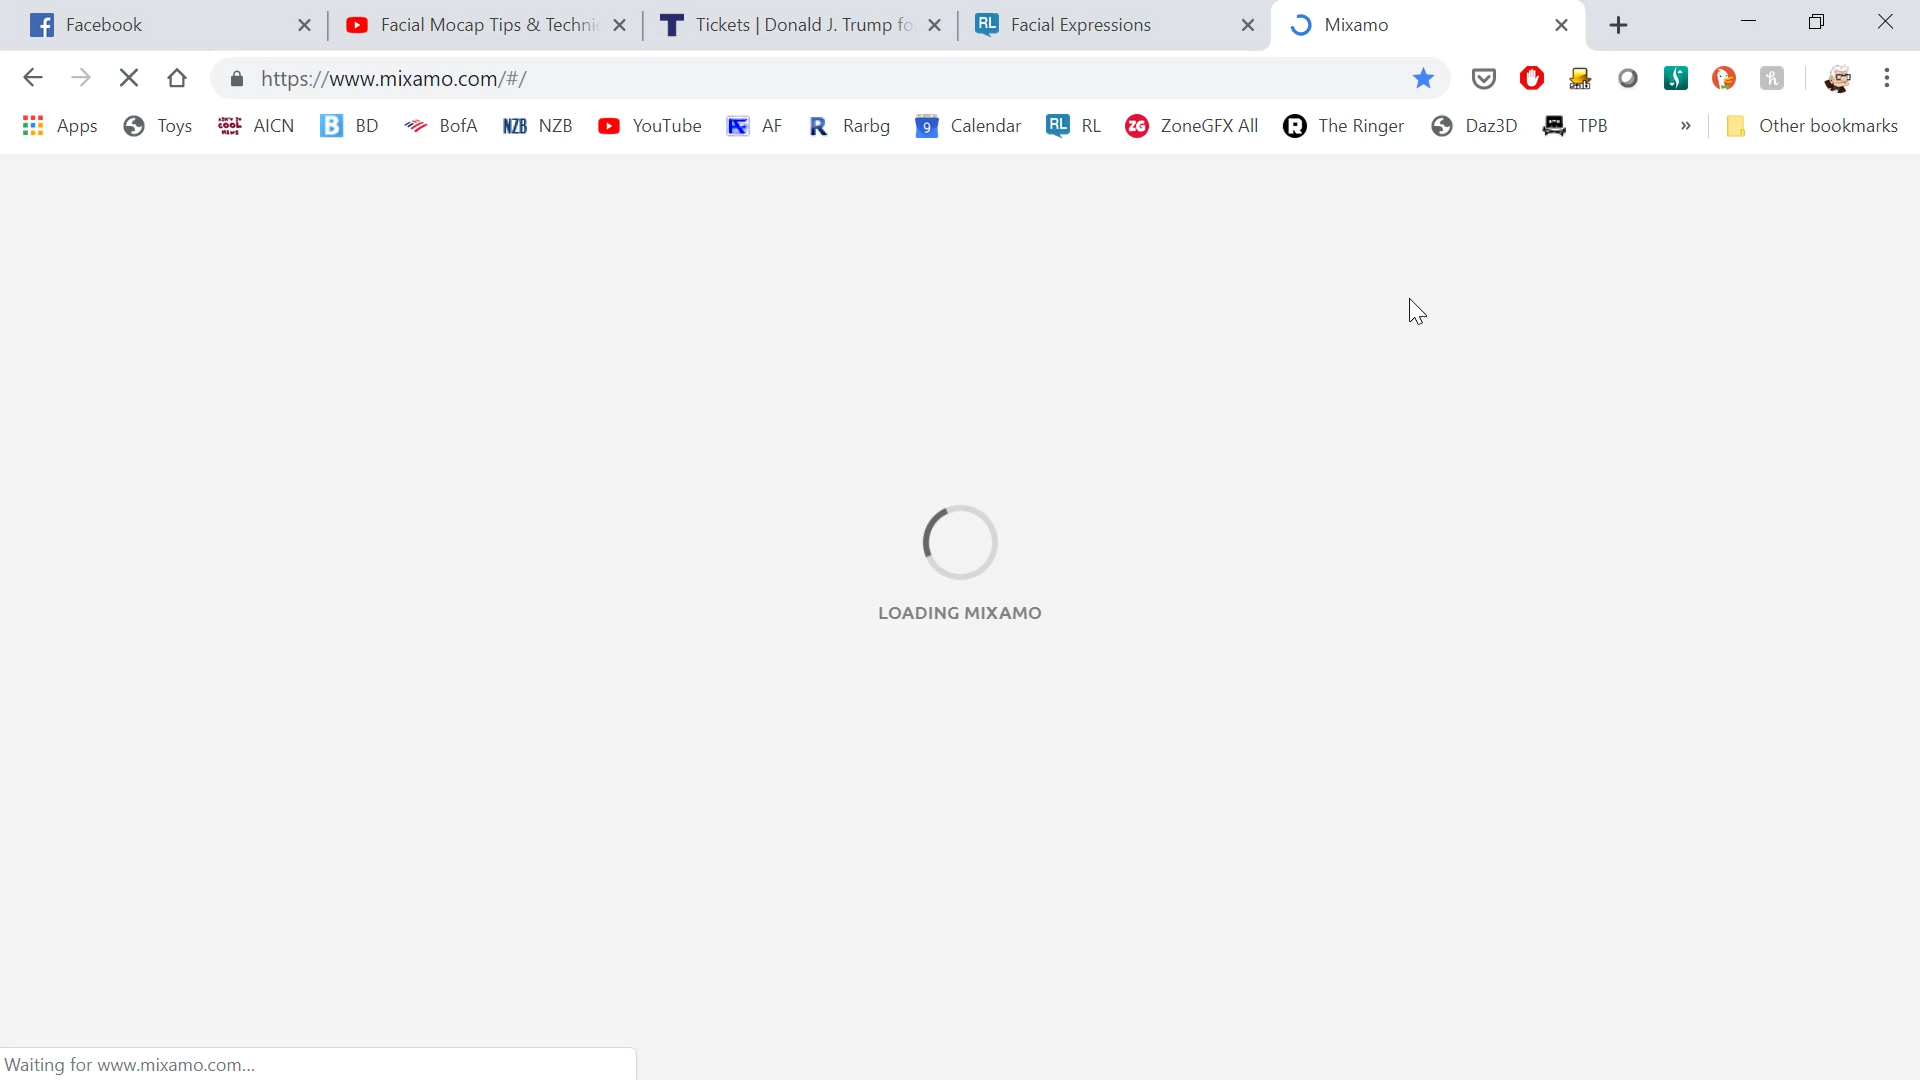 Facebook
Facial Mocap Tips & Techni
Tickets | Donald J. Trump fo
Facial Expressions
Mixamo
https://www.mixamo.com/#/
Apps
Toys
AICN
BD
BofA
NZB
YouTube
AF
Rarbg
Calendar
RL
ZoneGFX All
The Ringer
Daz3D
TPB
»
Other bookmarks
LOADING MIXAMO
Waiting for www.mixamo.com...